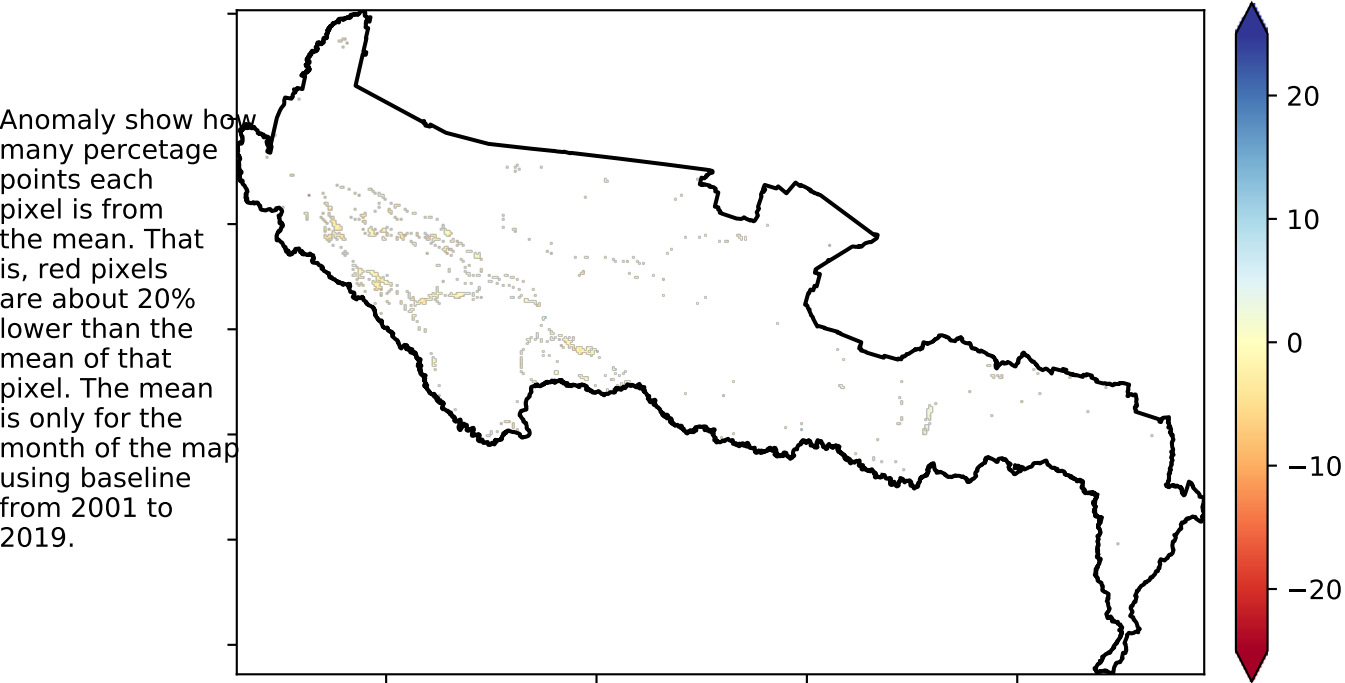 Anomaly show how
many percetage
points each
pixel is from
the mean. That
is, red pixels
are about 20%
lower than the
mean of that
pixel. The mean
is only for the
month of the map
using baseline
from 2001 to
2019.
20
10
0
−10
−20